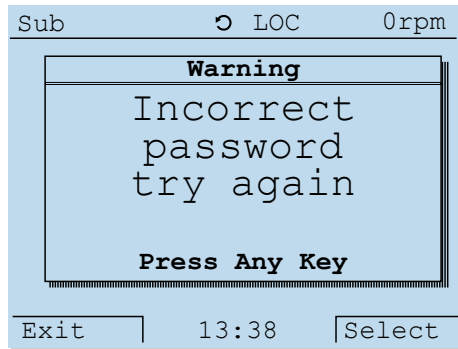 Sub LOC 0rpm
Warning
Incorrect
password
try again
Press Any Key
Exit 13:38 Select